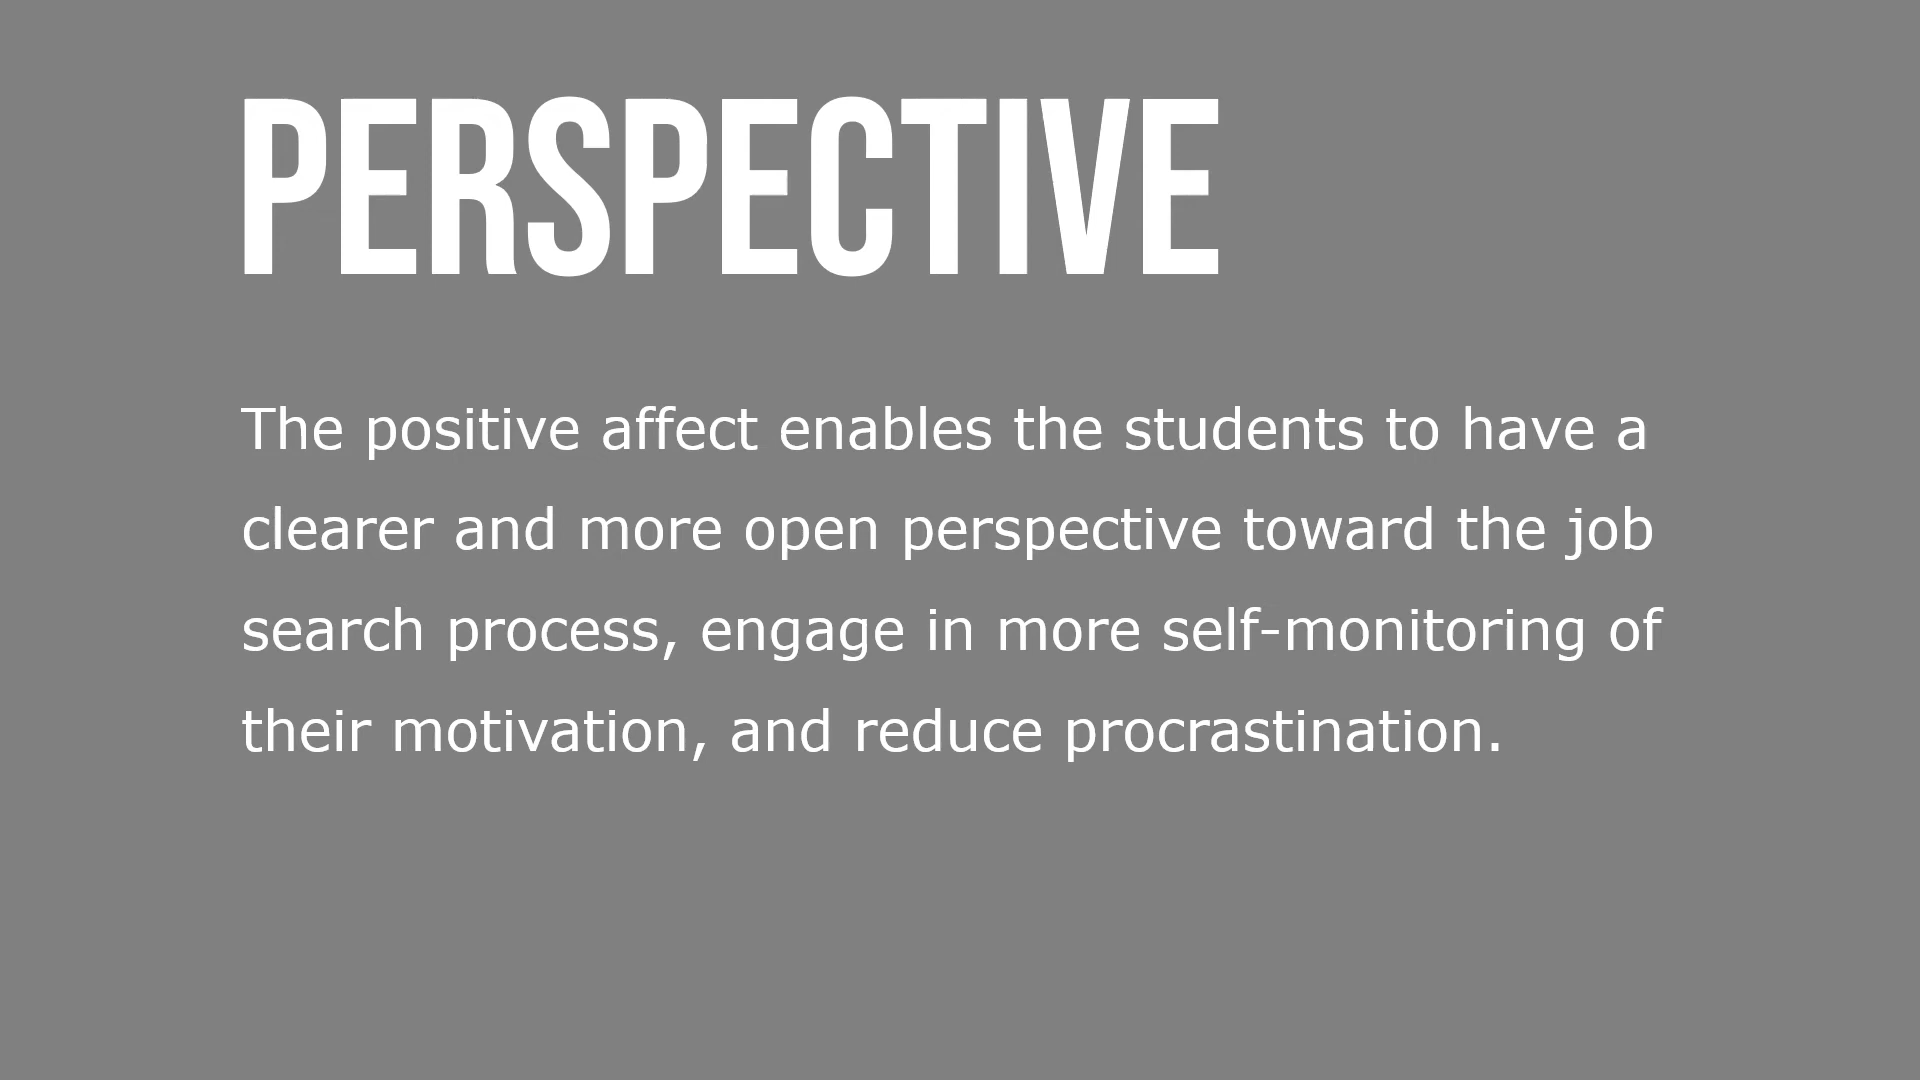 PERSPECTIVE
The positive affect enables the students to have a
clearer and more open perspective toward the job
search process, engage in more self-monitoring of
their motivation, and reduce procrastination.